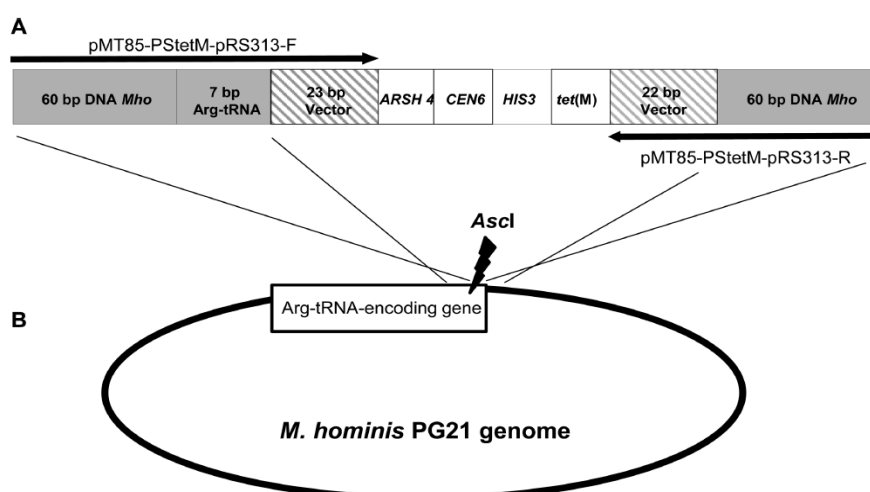 A
pMT85-PStetM-pRS313-F
60 bp DNA Mho
7 bp
Arg-tRNA
23 bp
Vector
ARSH 4
CEN6
HIS3
tet(M)
22 bp
Vector
60 bp DNA Mho
pMT85-PStetM-pRS313-R
AscI
Arg-tRNA-encoding gene
B
M. hominis PG21 genome